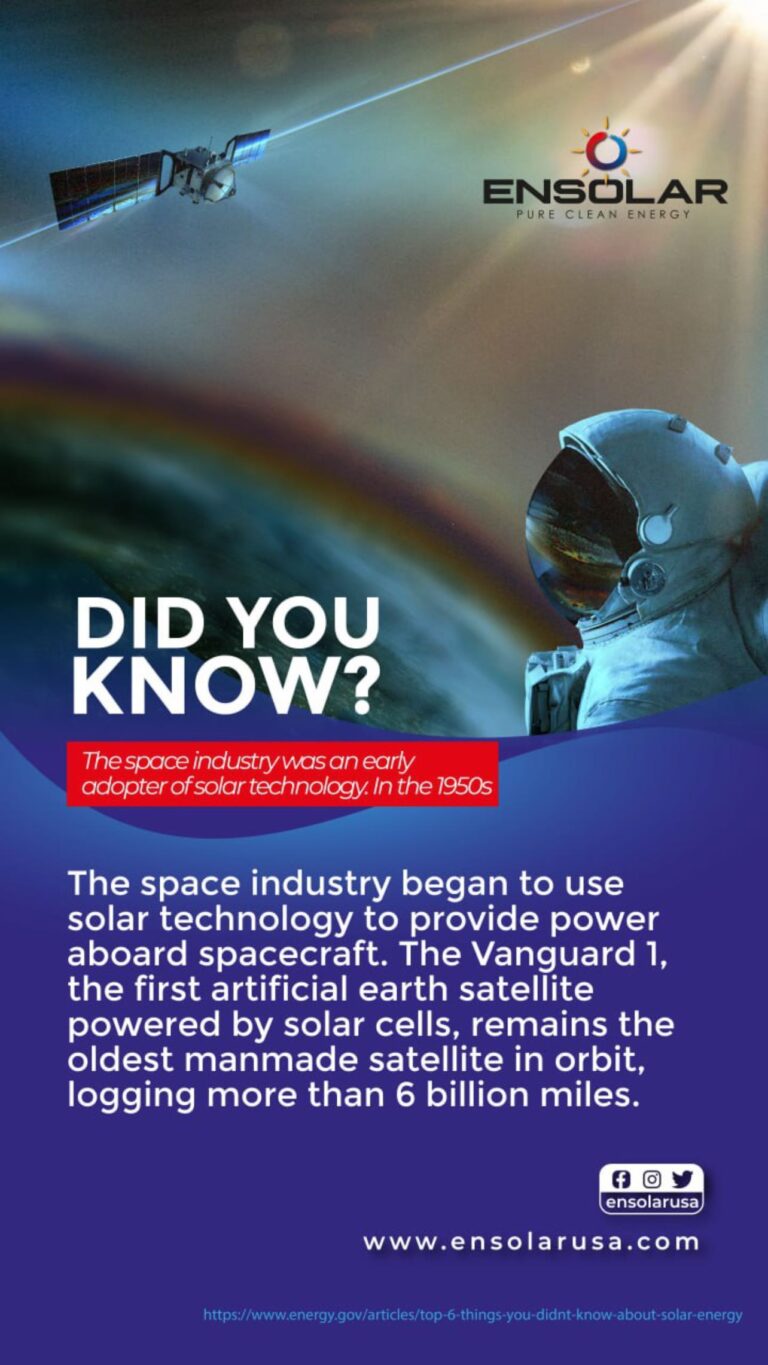 ENSOLAR
PURE CLEAN ENERGY
DID YOU
KNOW?
The space industry was an early
adopter of solar technology. In the 1950s
The space industry began to use
solar technology to provide power
aboard spacecraft. The Vanguard 1,
the first artificial earth satellite
powered by solar cells, remains the
oldest manmade satellite in orbit,
logging more than 6 billion miles.
ensolarusa
www.ensolarusa.com
https://www.energy.gov/articles/top-6-things-you-didnt-know-about-solar-energy